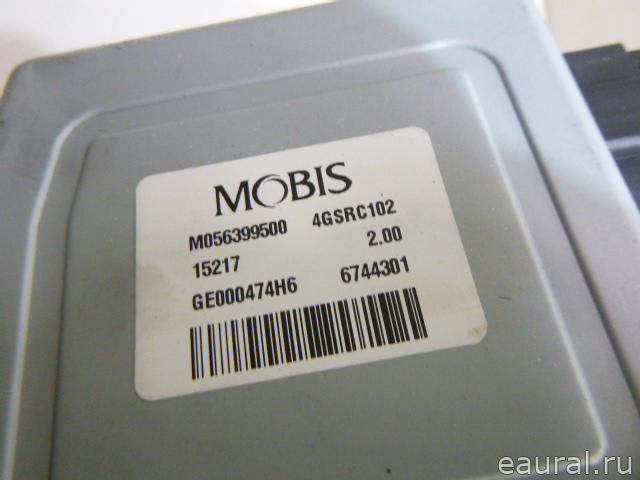 MOBIS
M056399500 4GSRC102
15217 2.00
GE000474H6 6744301
eaural.ru